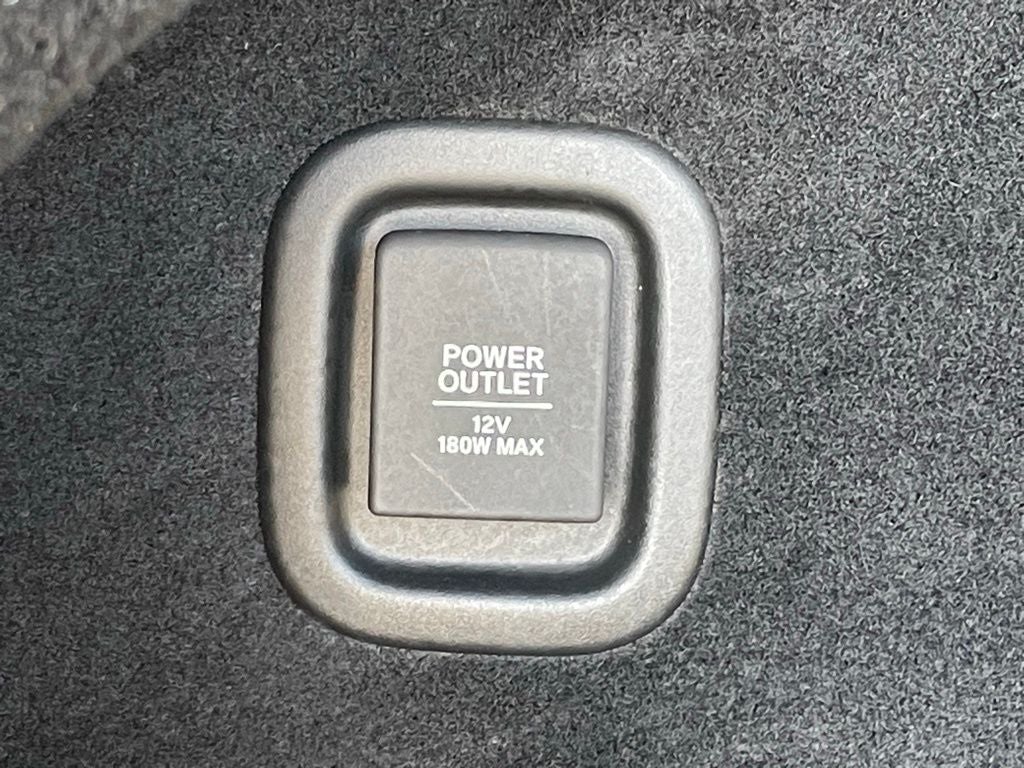 POWER
OUTLET
12V
180W MAX